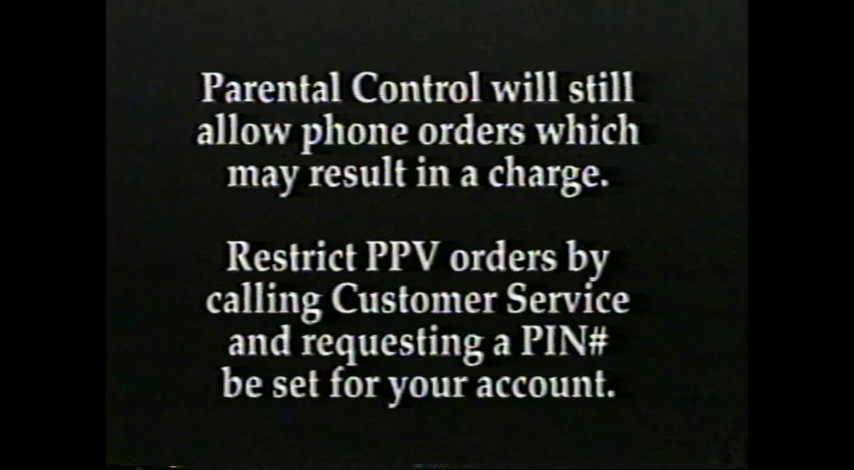 Parental Control will still
allow phone orders which
may result in a charge.
Restrict PPV orders by
calling Customer Service
and requesting a PIN#
be set for your account.